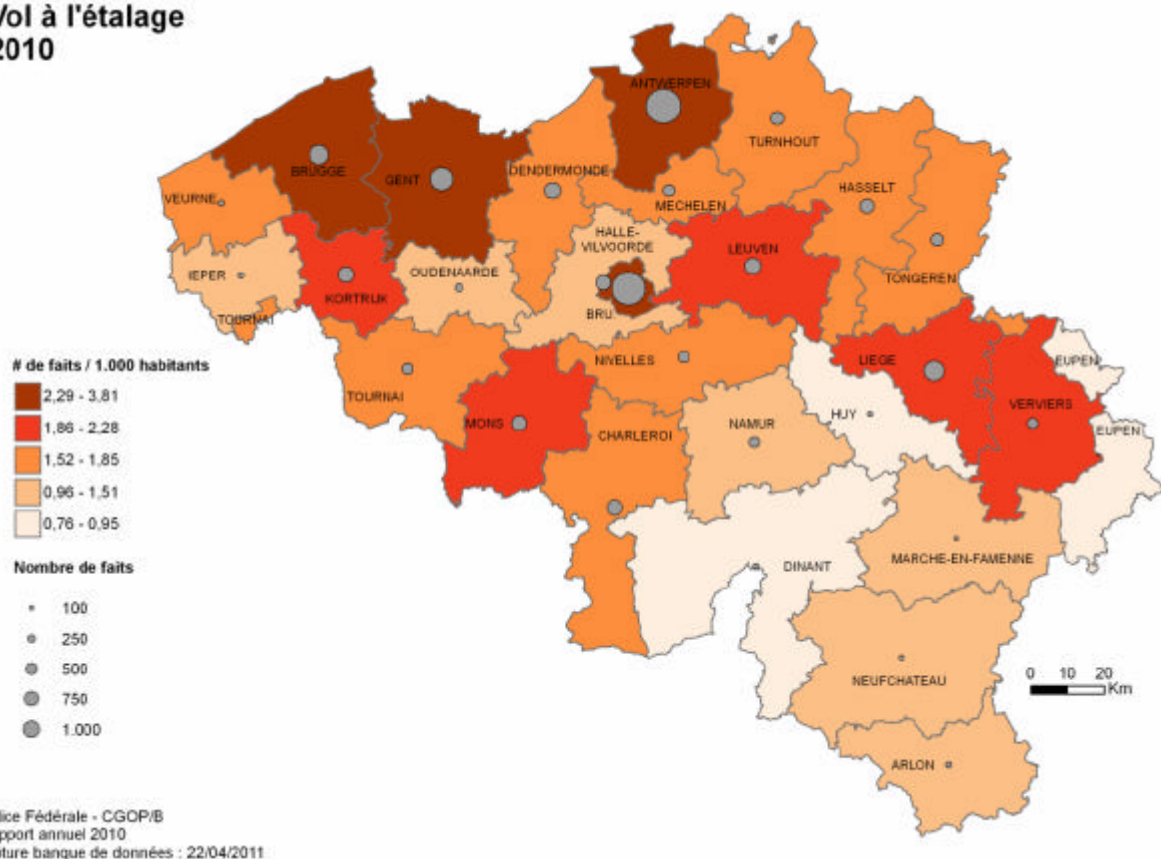 Vol à l'étalage
2010
ANTWERPEN
TURNHOUT
BRUGGE
GENT
DENDERMONDE
MECHELEN
HASSELT
VEURNE
HALLE-
VILVOORDE
LEUVEN
IEPER
OUDENAARDE
KORTRIJK
TONGEREN
BRU
TOURNAI
NIVELLES
LIEGE
EUPEN
# de faits / 1.000 habitants
2,29 - 3,81
1,86 - 2,28
1,52 - 1,85
0,96 - 1,51
0,76 - 0,95
TOURNAI
MONS
CHARLEROI
NAMUR
HUY
VERVIERS
EUPEN
Nombre de faits
100
250
500
750
1.000
DINANT
MARCHE-EN-FAMENNE
NEUFCHATEAU
0 10 20
Km
ARLON
lice Fédérale - CGOP/B
pport annuel 2010
ture banque de données : 22/04/2011